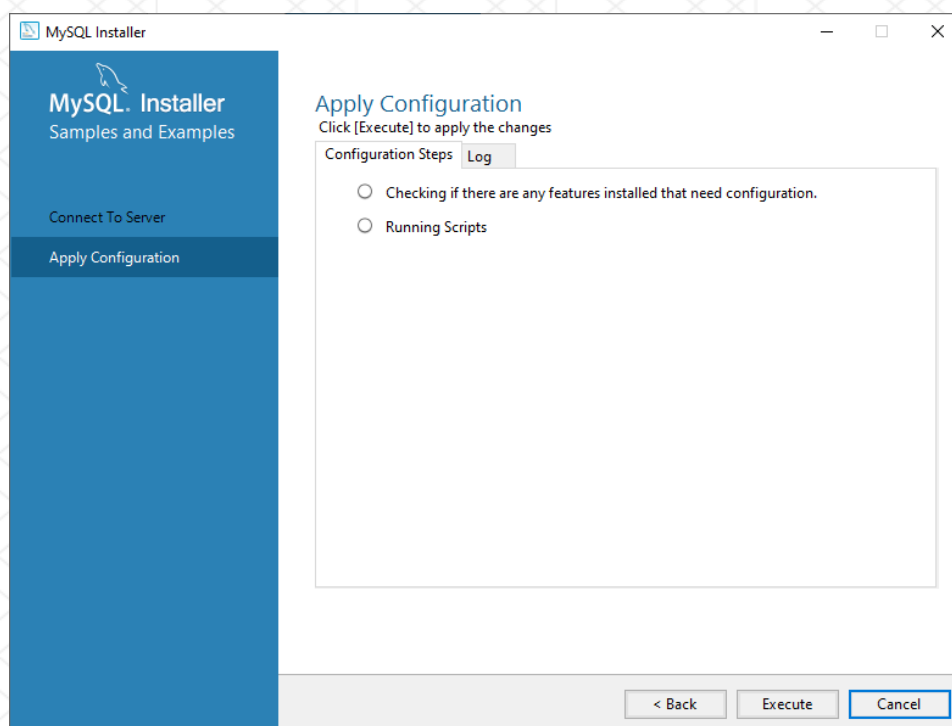 MySQL Installer
MySQL. Installer
Samples and Examples
Connect To Server
Apply Configuration
Apply Configuration
Click [Execute] to apply the changes
Configuration Steps
Log
Checking if there are any features installed that need configuration.
Running Scripts
< Back
Execute
Cancel